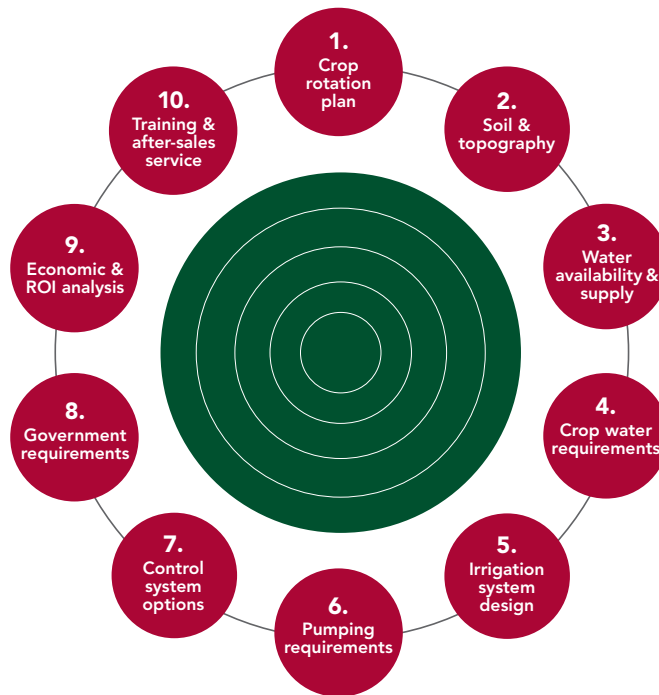 1.
Crop
rotation
plan
2.
Soil &
topography
3.
Water
availability &
supply
4.
Crop water
requirements
5.
Irrigation
system
design
6.
Pumping
requirements
7.
Control
system
options
8.
Government
requirements
9.
Economic &
ROI analysis
10.
Training &
after-sales
service